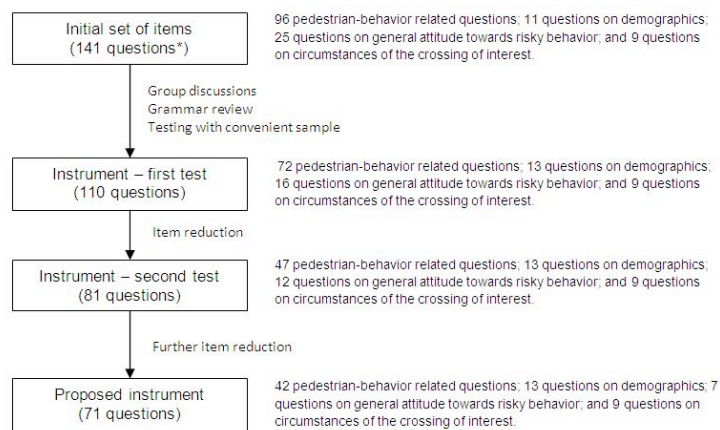 Initial set of items
(141 questions*)
96 pedestrian-behavior related questions; 11 questions on demographics;
25 questions on general attitude towards risky behavior; and 9 questions
on circumstances of the crossing of interest.
Group discussions
Grammar review
Testing with convenient sample
Instrument – first test
(110 questions)
72 pedestrian-behavior related questions; 13 questions on demographics;
16 questions on general attitude towards risky behavior; and 9 questions
on circumstances of the crossing of interest.
Item reduction
Instrument – second test
(81 questions)
47 pedestrian-behavior related questions; 13 questions on demographics;
12 questions on general attitude towards risky behavior; and 9 questions
on circumstances of the crossing of interest.
Further item reduction
Proposed instrument
(71 questions)
42 pedestrian-behavior related questions; 13 questions on demographics; 7
questions on general attitude towards risky behavior; and 9 questions on
circumstances of the crossing of interest.